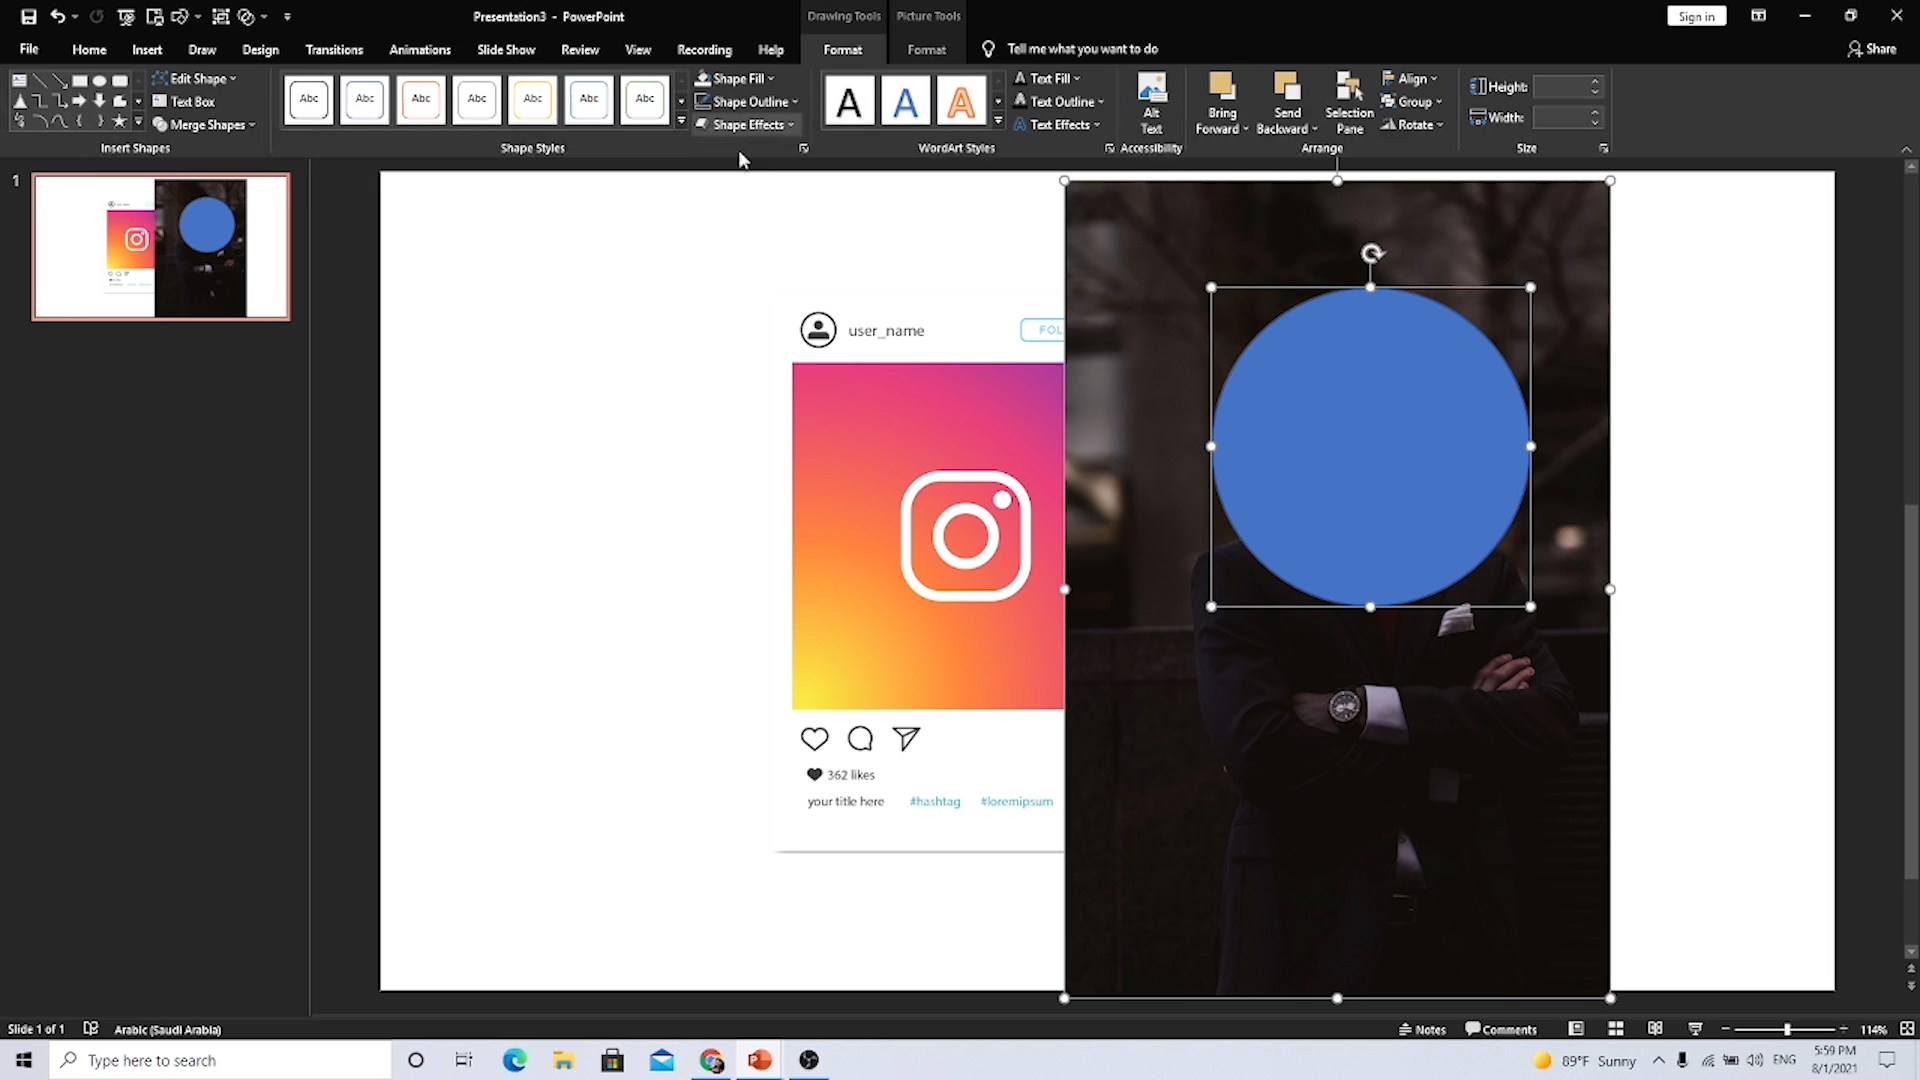 Presentation3 - PowerPoint
Drawing Tools
Picture Tools
Sign in
File
Home
Insert
Draw
Design
Transitions
Animations
Slide Show
Review
View
Recording
Help
Format
Format
Tell me what you want to do
Share
Edit Shape
Text Box
Merge Shapes
Insert Shapes
Abc
Abc
Abc
Abc
Abc
Abc
Abc
Shape Fill
Shape Outline
Shape Effects
Shape Styles
A
A
A
Text Fill
Text Outline
Text Effects
WordArt Styles
Alt Text
Accessibility
Bring Forward
Send Backward
Selection Pane
Align
Group
Rotate
Arrange
Height:
Width:
Size
1
user_name
FOL
362 likes
your title here #hashtag #loremipsum
Slide 1 of 1
Arabic (Saudi Arabia)
Notes
Comments
114%
Type here to search
89°F Sunny
ENG
5:59 PM
8/1/2021